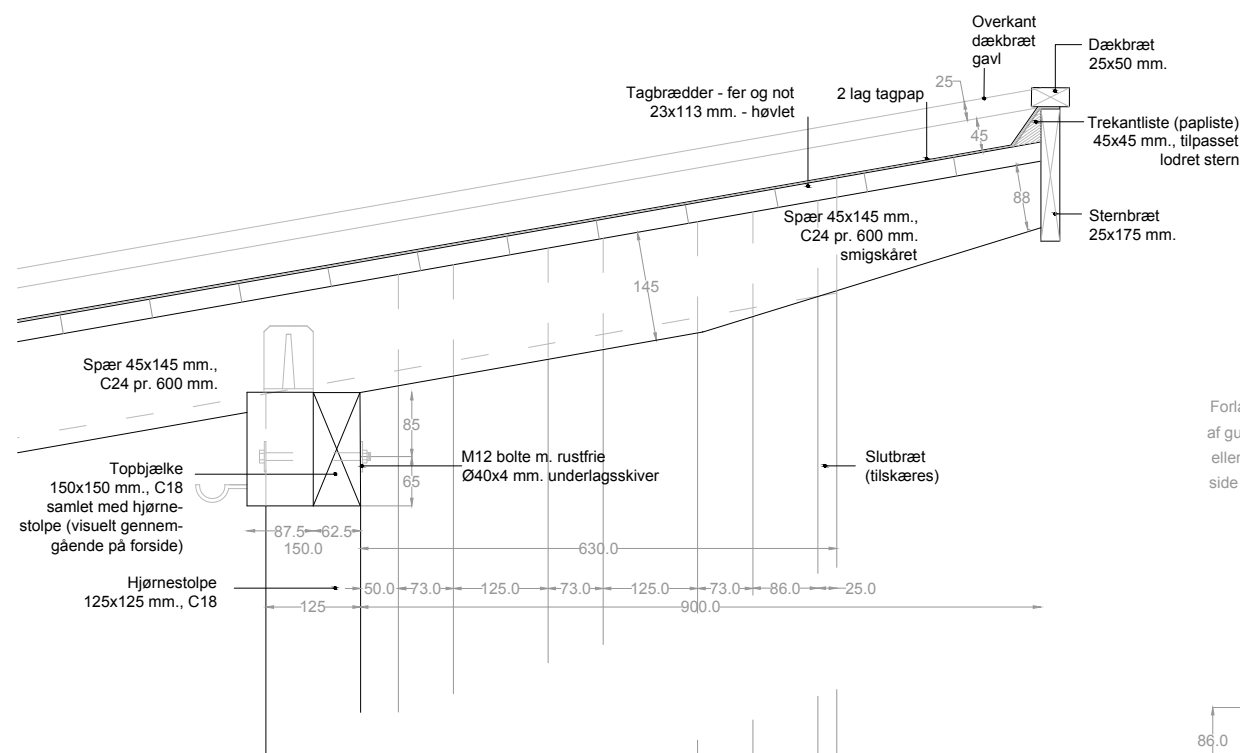 Overkant
dækbræt
gavl
Dækbræt
25x50 mm.
Tagbrædder - fer og not
23x113 mm. - høvlet
2 lag tagpap
25
45
Trekantliste (papliste)
45x45 mm., tilpasset
lodret stern
Spær 45x145 mm.,
C24 pr. 600 mm.
smigskåret
88
Sternbræt
25x175 mm.
145
Spær 45x145 mm.,
C24 pr. 600 mm.
85
65
Topbjælke
150x150 mm., C18
samlet med hjørne-
stolpe (visuelt gennem-
gående på forside)
M12 bolte m. rustfrie
Ø40x4 mm. underlagsskiver
Slutbræt
(tilskæres)
af gu
eller
side
87.5
62.5
150.0
630.0
Hjørnestolpe
125x125 mm., C18
50.0
73.0
125.0
73.0
125.0
73.0
86.0
25.0
125
900.0
86.0